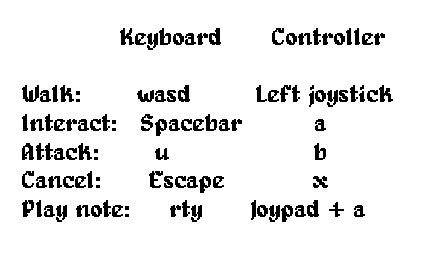 Keyboard Controller
Walk: wasd Left joystick
Interact: Spacebar a
Attack: u b
Cancel: Escape x
Play note: rty Joypad + a